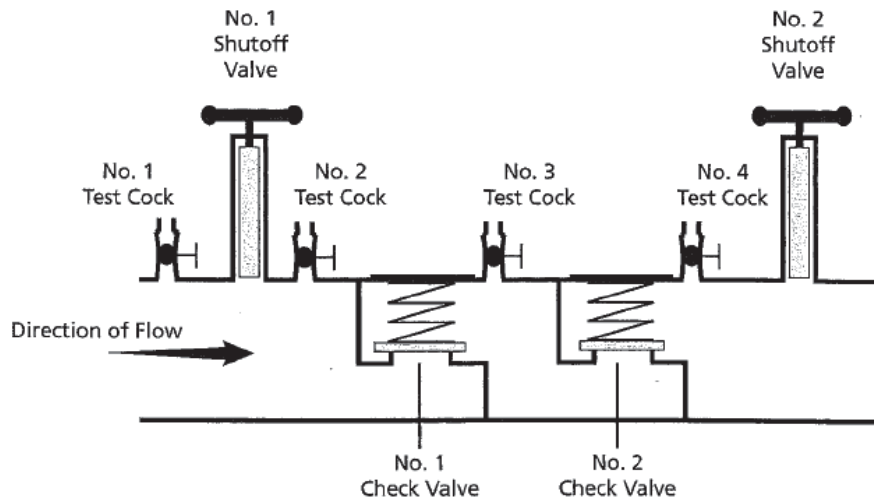 No. 1
Shutoff
Valve
No. 2
Shutoff
Valve
No. 1
Test Cock
No. 2
Test Cock
No. 3
Test Cock
No. 4
Test Cock
Direction of Flow
No. 1
Check Valve
No. 2
Check Valve